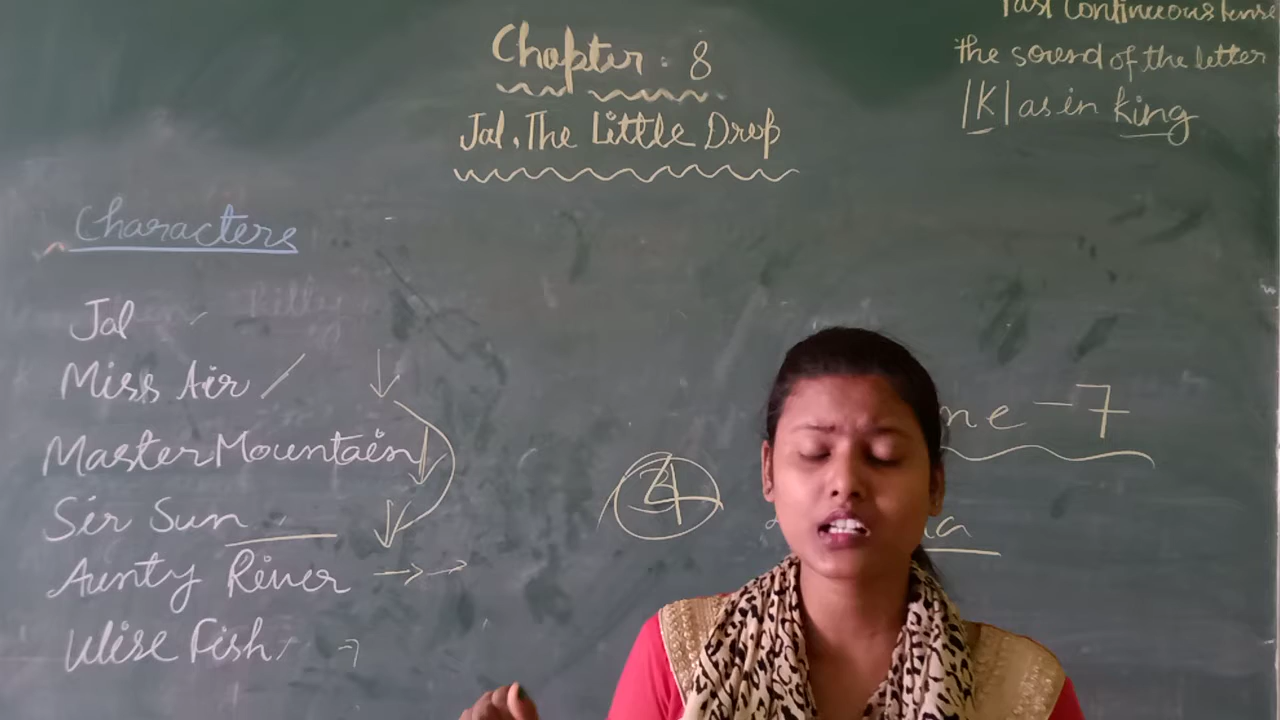 Chapter : 8
Jal, The Little Drop
Past Continuous tense
the sound of the letter
|K| as in king
Characters
Jal
Miss Air
Master Mountain
Sir Sun
Aunty River
Wise Fish